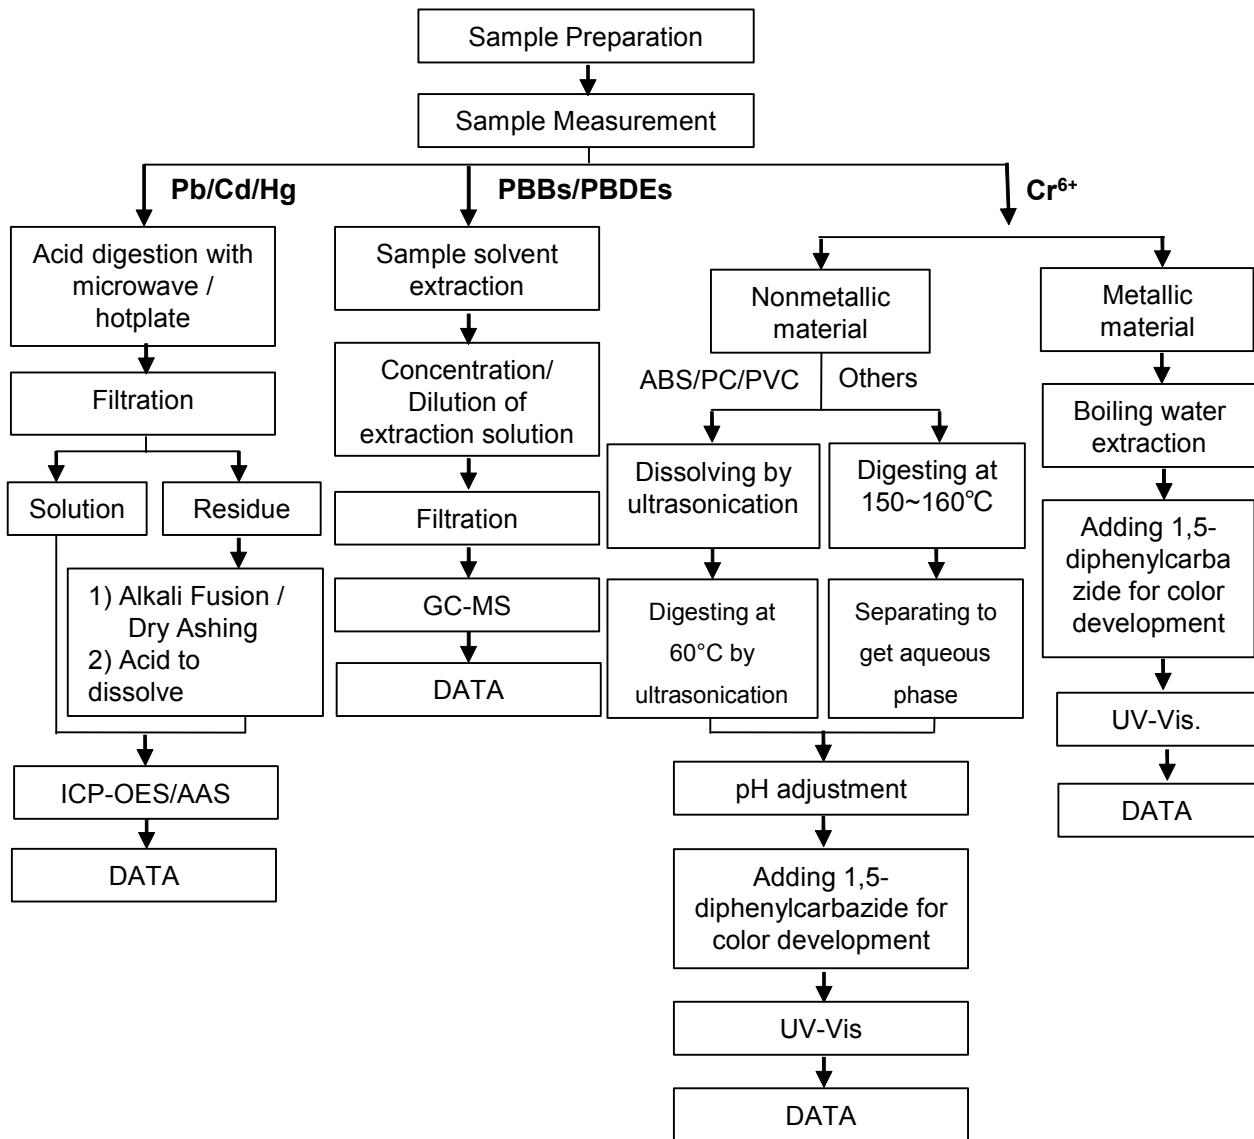 Sample Preparation
Sample Measurement
Pb/Cd/Hg
PBBs/PBDEs
Cr⁶⁺
Acid digestion with
microwave /
hotplate
Filtration
Solution
Residue
1) Alkali Fusion /
Dry Ashing
2) Acid to
dissolve
ICP-OES/AAS
DATA
Sample solvent
extraction
Concentration/
Dilution of
extraction solution
Filtration
GC-MS
DATA
Nonmetallic
material
ABS/PC/PVC
Others
Dissolving by
ultrasonication
Digesting at
60°C by
ultrasonication
Digesting at
150~160℃
Separating to
get aqueous
phase
pH adjustment
Adding 1,5-
diphenylcarbazide for
color development
UV-Vis
DATA
Metallic
material
Boiling water
extraction
Adding 1,5-
diphenylcarba
zide for color
development
UV-Vis.
DATA